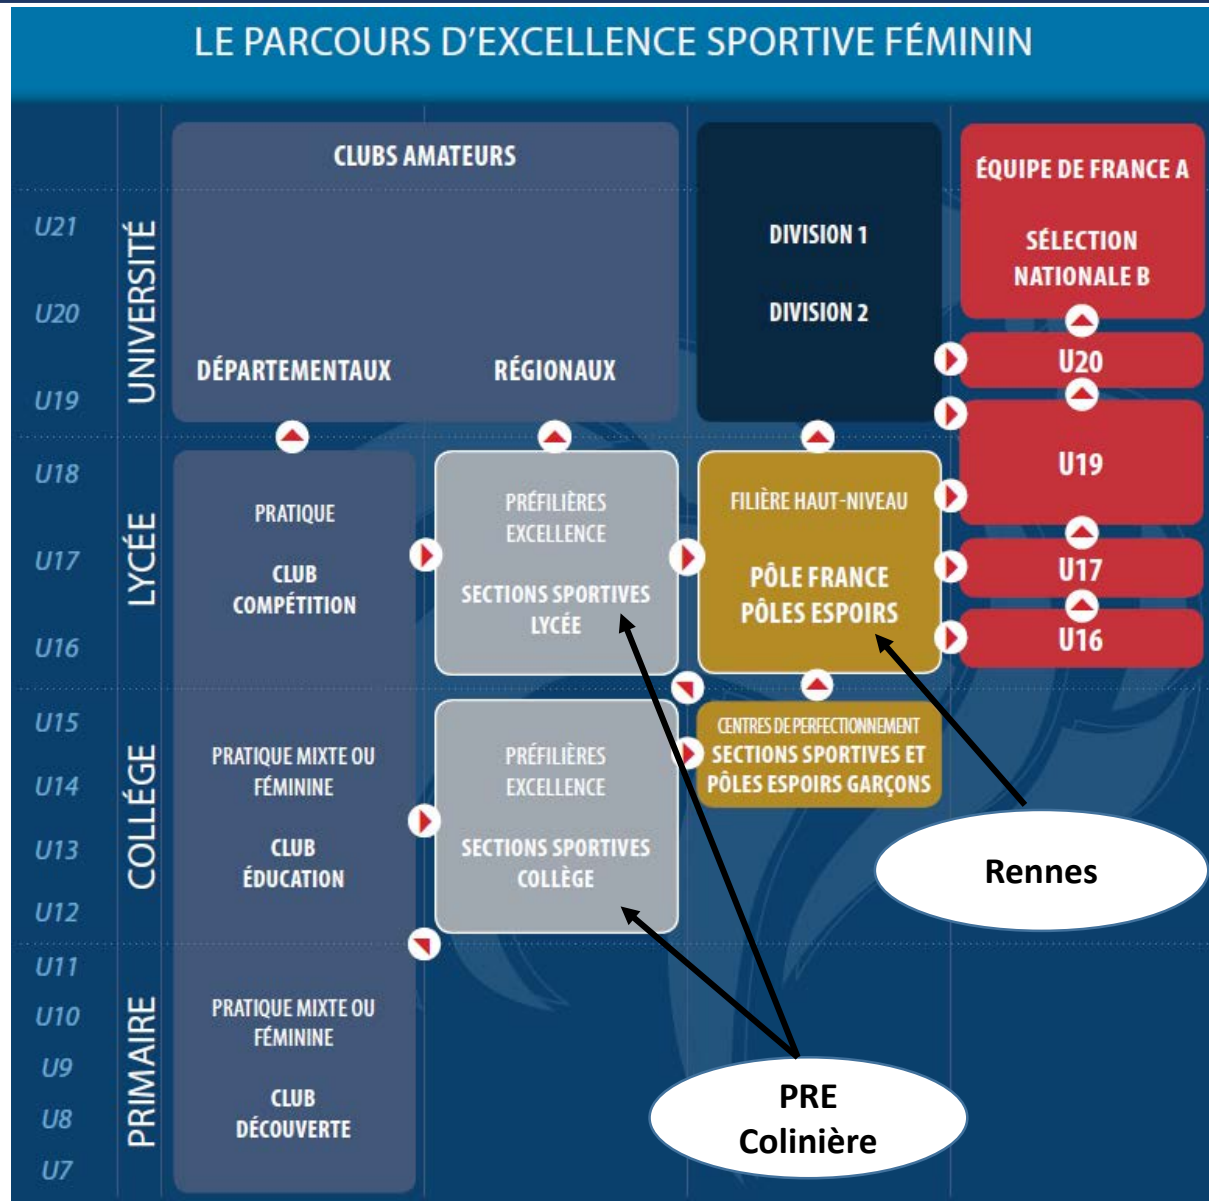 LE PARCOURS D'EXCELLENCE SPORTIVE FÉMININ
U21
U20
U19
UNIVERSITÉ
CLUBS AMATEURS
DÉPARTEMENTAUX
RÉGIONAUX
DIVISION 1
DIVISION 2
ÉQUIPE DE FRANCE A
SÉLECTION
NATIONALE B
U20
U19
U17
U16
U18
U17
U16
LYCÉE
PRATIQUE
CLUB
COMPÉTITION
PRÉFILIÈRES
EXCELLENCE
SECTIONS SPORTIVES
LYCÉE
FILIÈRE HAUT-NIVEAU
PÔLE FRANCE
PÔLES ESPOIRS
U15
U14
U13
U12
COLLÉGE
PRATIQUE MIXTE OU
FÉMININE
CLUB
ÉDUCATION
PRÉFILIÈRES
EXCELLENCE
SECTIONS SPORTIVES
COLLÈGE
CENTRES DE PERFECTIONNEMENT
SECTIONS SPORTIVES ET
PÔLES ESPOIRS GARÇONS
Rennes
U11
U10
U9
U8
U7
PRIMAIRE
PRATIQUE MIXTE OU
FÉMININE
CLUB
DÉCOUVERTE
PRE
Colinière